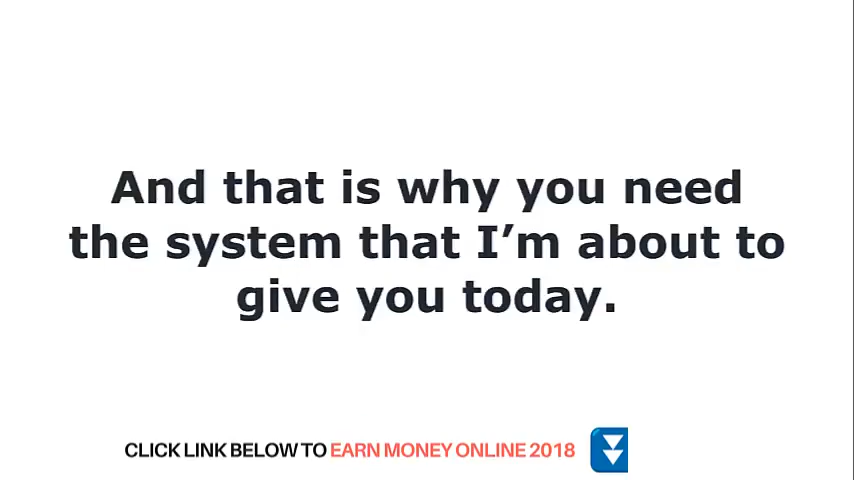 And that is why you need
the system that I’m about to
give you today.
CLICK LINK BELOW TO EARN MONEY ONLINE 2018